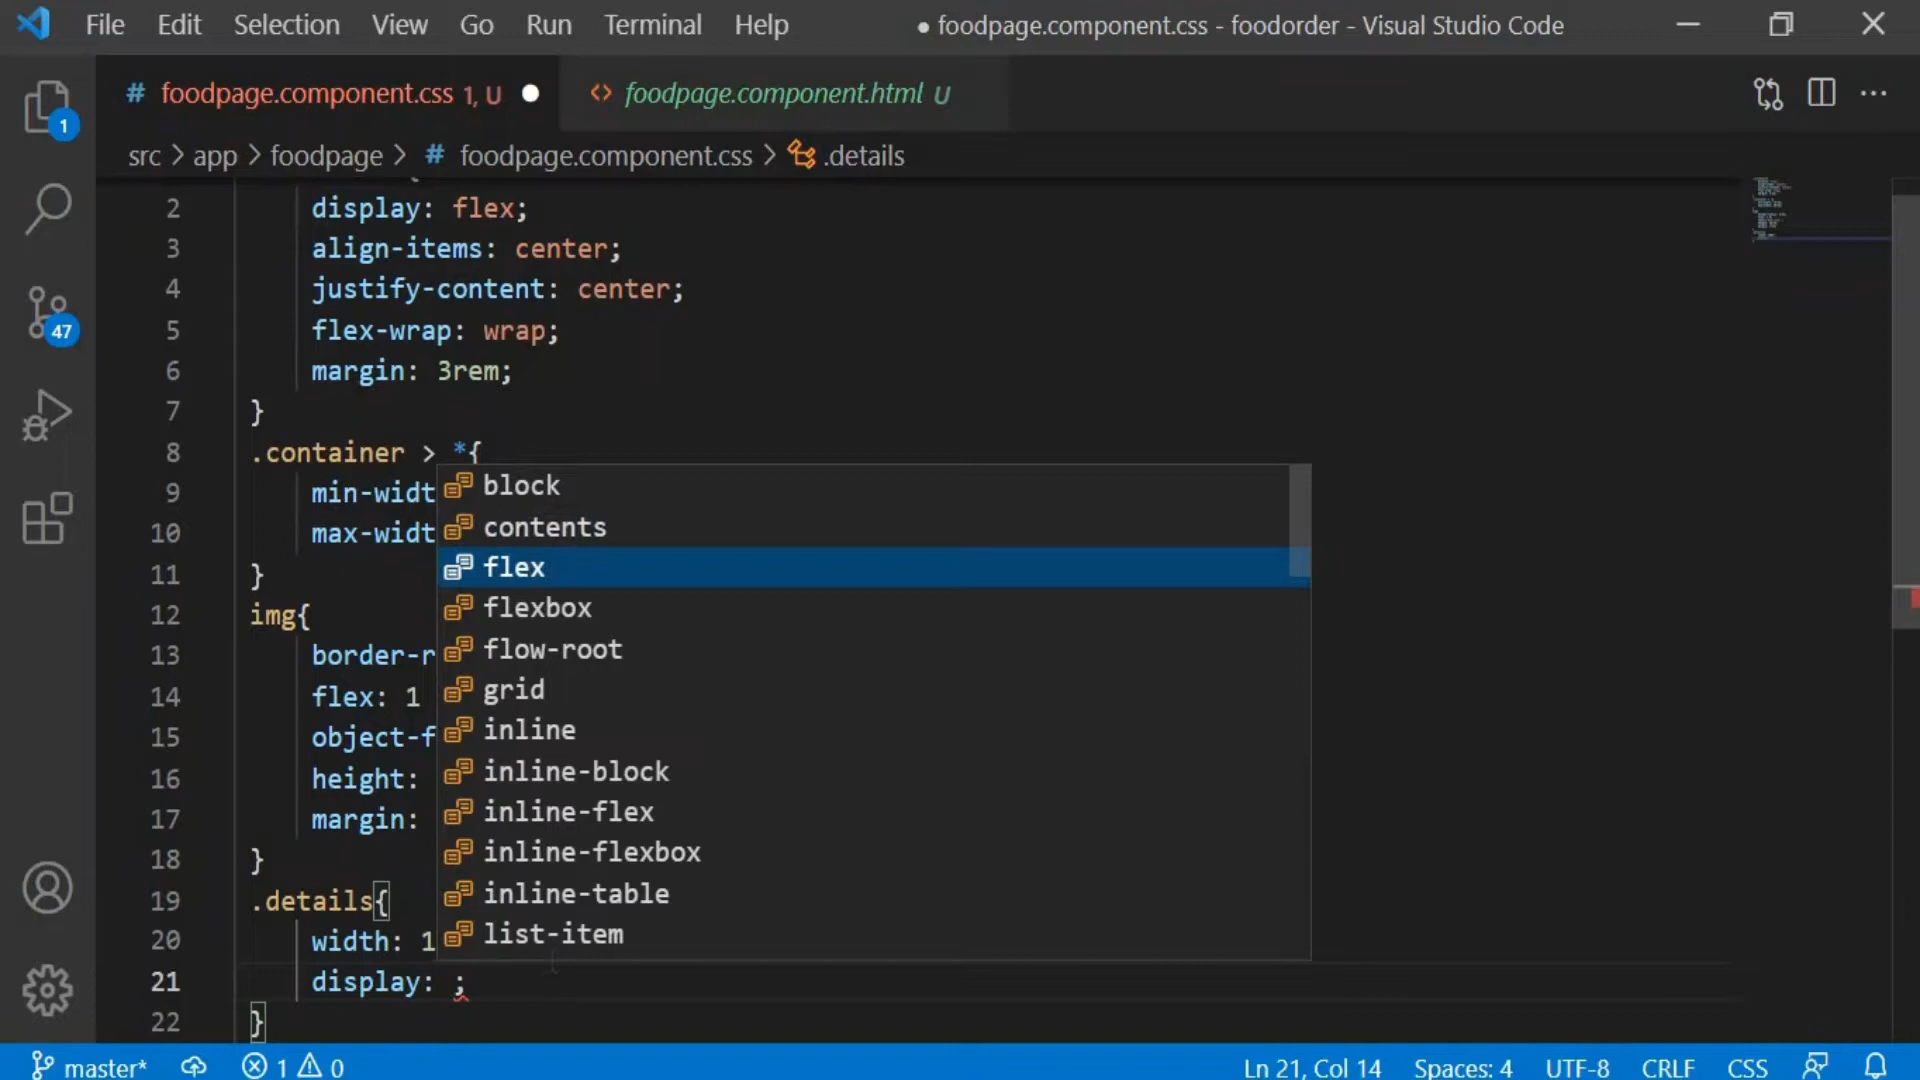 File Edit Selection View Go Run Terminal Help ● foodpage.component.css - foodorder - Visual Studio Code
# foodpage.component.css 1, U ● <> foodpage.component.html U ...
src > app > foodpage > # foodpage.component.css > .details
2 display: flex;
3 align-items: center;
4 justify-content: center;
5 flex-wrap: wrap;
6 margin: 3rem;
7 }
8 .container > *{
9 min-widt
10 max-widt
11 }
12 img{
13 border-r
14 flex: 1
15 object-f
16 height:
17 margin:
18 }
19 .details{
20 width: 1
21 display: ;
22 }
block
contents
flex
flexbox
flow-root
grid
inline
inline-block
inline-flex
inline-flexbox
inline-table
list-item
1
47
master* 1 0 Ln 21, Col 14 Spaces: 4 UTF-8 CRLF CSS